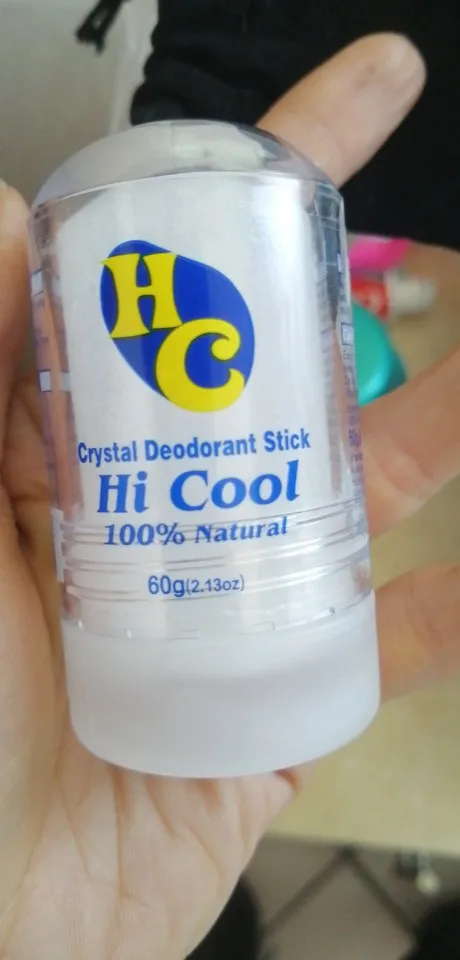 HC
Crystal Deodorant Stick
Hi Cool
100% Natural
60g(2.13oz)